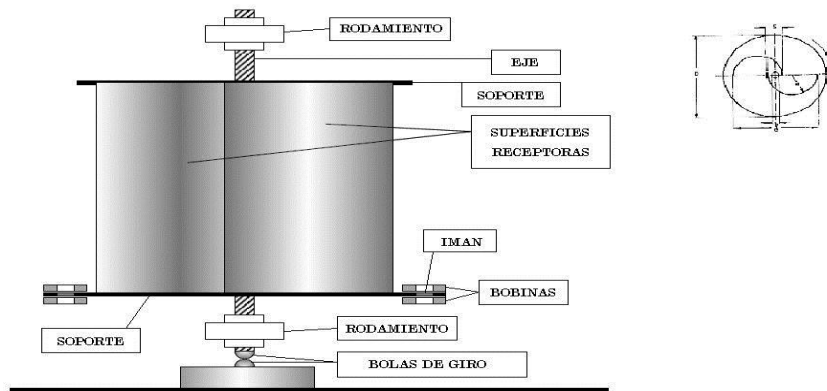 RODAMIENTO
EJE
SOPORTE
SUPERFICIES
RECEPTORAS
IMAN
BOBINAS
SOPORTE
RODAMIENTO
BOLAS DE GIRO